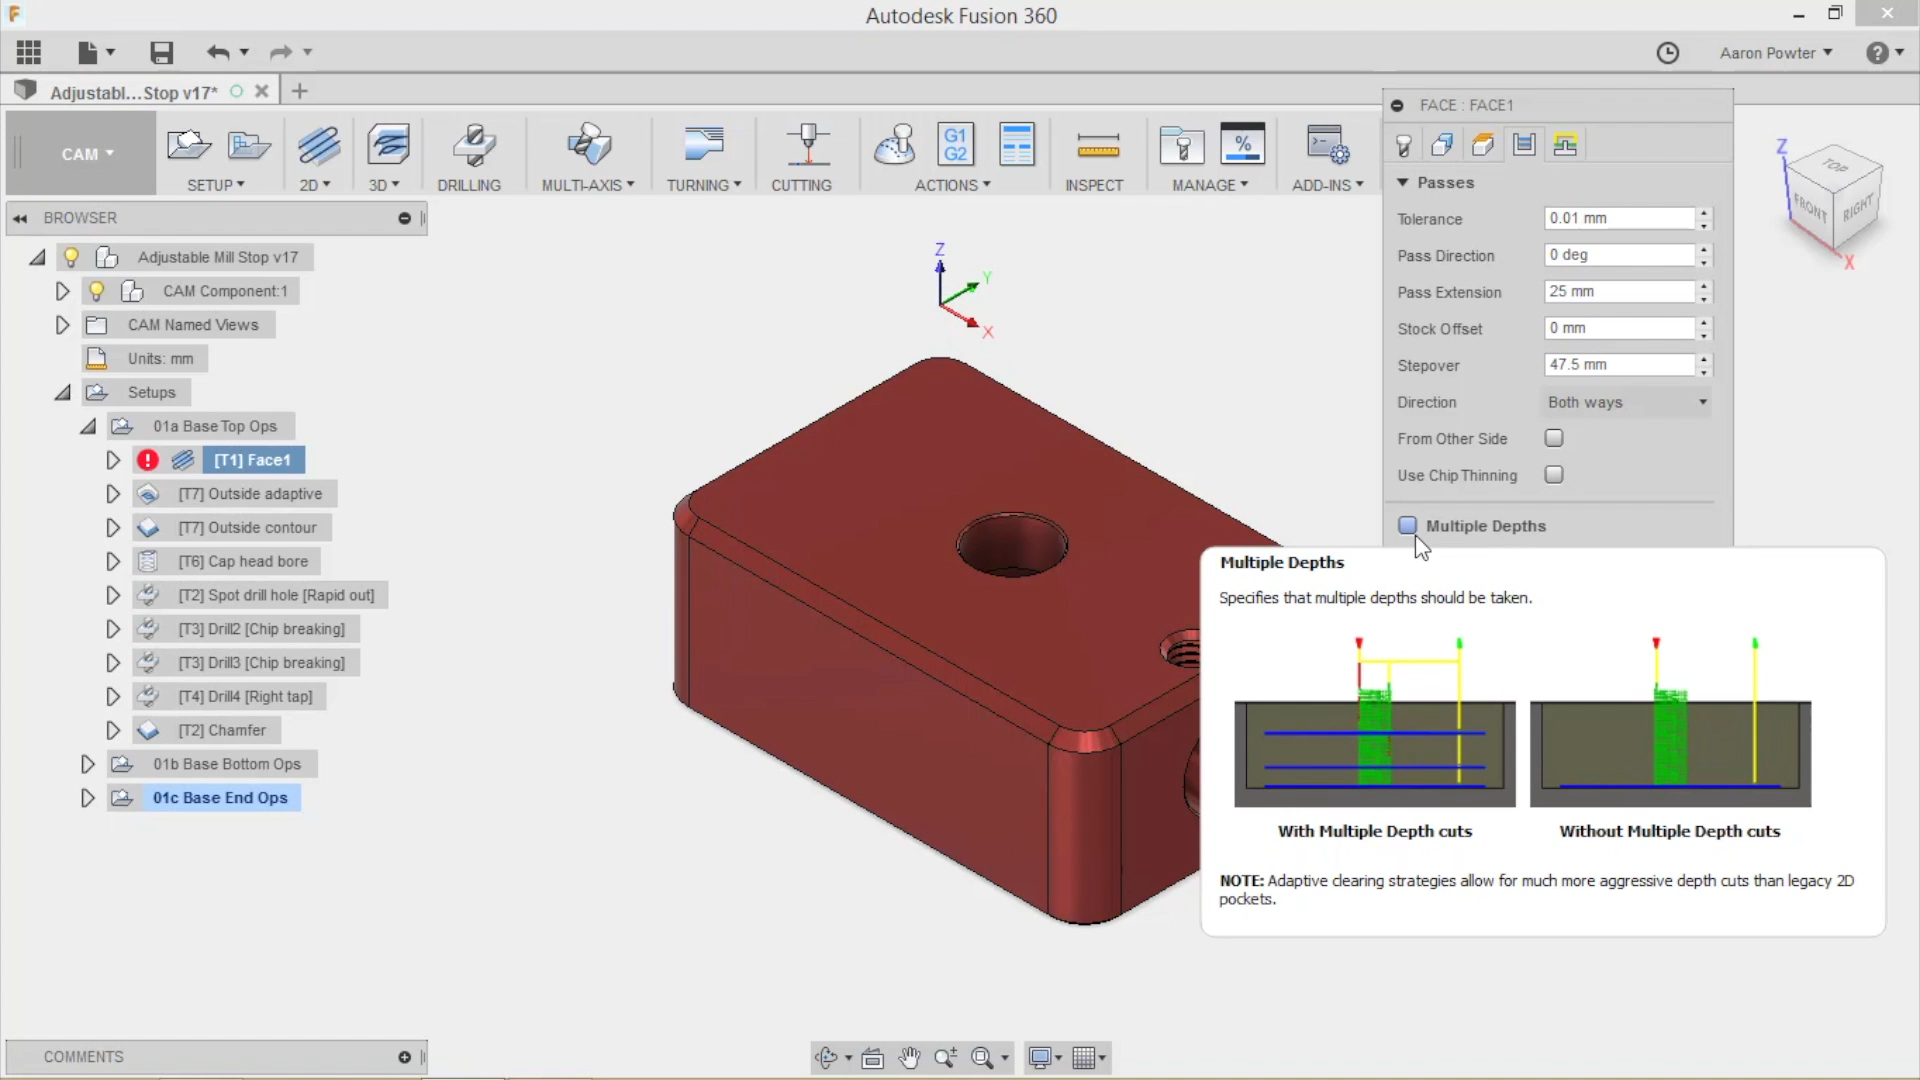 Autodesk Fusion 360
Aaron Powter
Adjustabl...Stop v17*
FACE : FACE1
CAM
SETUP
2D
3D
DRILLING
MULTI-AXIS
TURNING
CUTTING
G1
G2
ACTIONS
INSPECT
%
MANAGE
ADD-INS
Passes
Tolerance
0.01 mm
Pass Direction
0 deg
Pass Extension
25 mm
Stock Offset
0 mm
Stepover
47.5 mm
Direction
Both ways
From Other Side
Use Chip Thinning
Multiple Depths
Z
TOP
FRONT
RIGHT
X
BROWSER
Adjustable Mill Stop v17
CAM Component:1
CAM Named Views
Units: mm
Setups
01a Base Top Ops
[T1] Face1
[T7] Outside adaptive
[T7] Outside contour
[T6] Cap head bore
[T2] Spot drill hole [Rapid out]
[T3] Drill2 [Chip breaking]
[T3] Drill3 [Chip breaking]
[T4] Drill4 [Right tap]
[T2] Chamfer
01b Base Bottom Ops
01c Base End Ops
Z
Y
X
Multiple Depths
Specifies that multiple depths should be taken.
With Multiple Depth cuts
Without Multiple Depth cuts
NOTE: Adaptive clearing strategies allow for much more aggressive depth cuts than legacy 2D
pockets.
COMMENTS